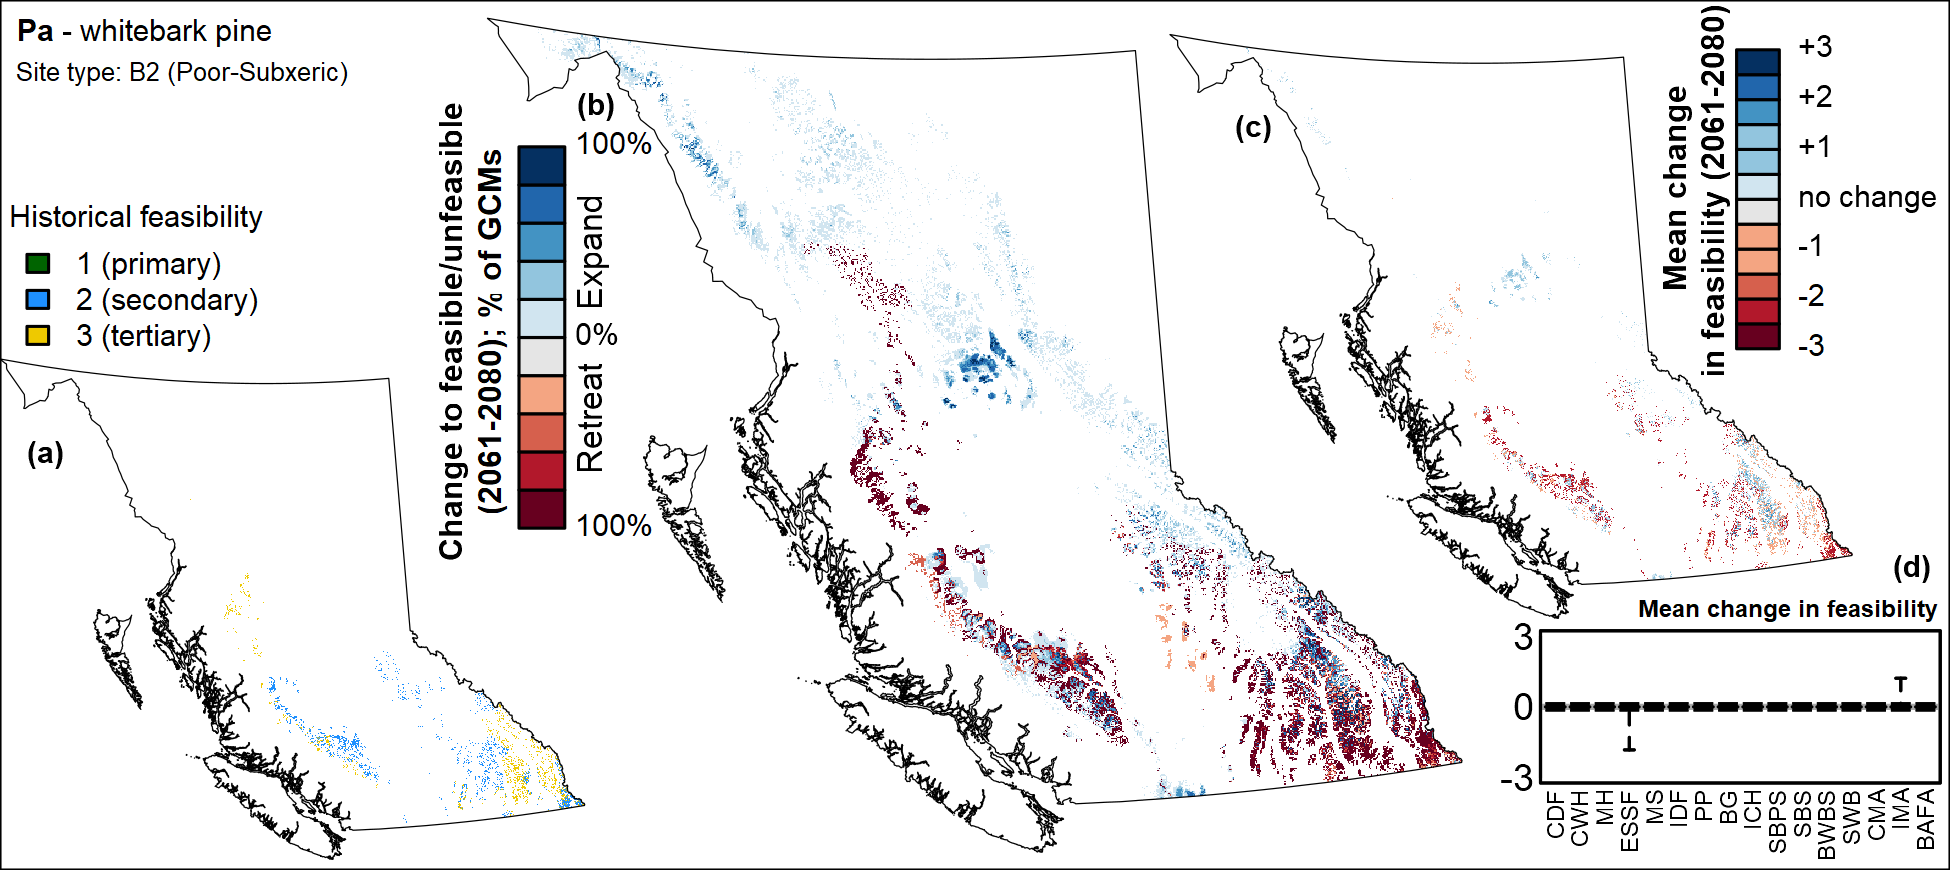 Pa - whitebark pine
Site type: B2 (Poor-Subxeric)
Historical feasibility
1 (primary)
2 (secondary)
3 (tertiary)
(a)
Change to feasible/unfeasible
(2061-2080); % of GCMs
100%
Expand
0%
Retreat
100%
(b)
(c)
Mean change
in feasibility (2061-2080)
+3
+2
+1
no change
-1
-2
-3
(d)
Mean change in feasibility
3
0
-3
CDF
CWH
MH
ESSF
MS
IDF
PP
BG
ICH
SBPS
SBS
BWBS
SWB
CMA
IMA
BAFA